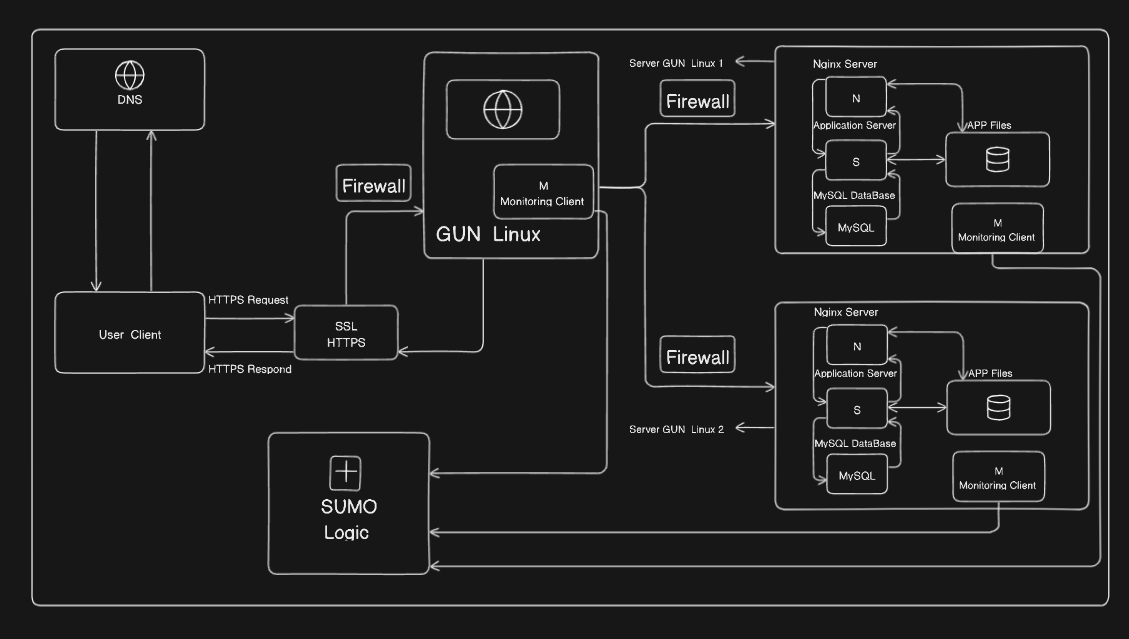 DNS
User Client
HTTPS Request
HTTPS Respond
SSL
HTTPS
Firewall
M
Monitoring Client
GUN Linux
SUMO
Logic
Server GUN Linux 1
Firewall
Nginx Server
N
Application Server
S
MySQL DataBase
MySQL
APP Files
M
Monitoring Client
Firewall
Server GUN Linux 2
Nginx Server
N
Application Server
S
MySQL DataBase
MySQL
APP Files
M
Monitoring Client